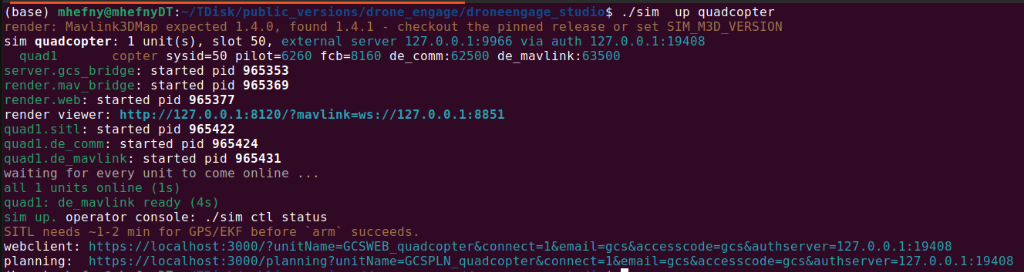 (base) mhefny@mhefnyDT:~/TDisk/public_versions/drone_engage/droneengage_studio$ ./sim  up quadcopter
render: Mavlink3DMap expected 1.4.0, found 1.4.1 - checkout the pinned release or set SIM_M3D_VERSION
sim quadcopter: 1 unit(s), slot 50, external server 127.0.0.1:9966 via auth 127.0.0.1:19408
  quad1      copter sysid=50 pilot=6260 fcb=8160 de_comm:62500 de_mavlink:63500
server.gcs_bridge: started pid 965353
render.mav_bridge: started pid 965369
render.web: started pid 965377
render viewer: http://127.0.0.1:8120/?mavlink=ws://127.0.0.1:8851
quad1.sitl: started pid 965422
quad1.de_comm: started pid 965424
quad1.de_mavlink: started pid 965431
waiting for every unit to come online ...
all 1 units online (1s)
quad1: de_mavlink ready (4s)
sim up. operator console: ./sim ctl status
SITL needs ~1-2 min for GPS/EKF before `arm` succeeds.
webclient: https://localhost:3000/?unitName=GCSWEB_quadcopter&connect=1&email=gcs&accesscode=gcs&authserver=127.0.0.1:19408
planning:  https://localhost:3000/planning?unitName=GCSPLN_quadcopter&connect=1&email=gcs&accesscode=gcs&authserver=127.0.0.1:19408